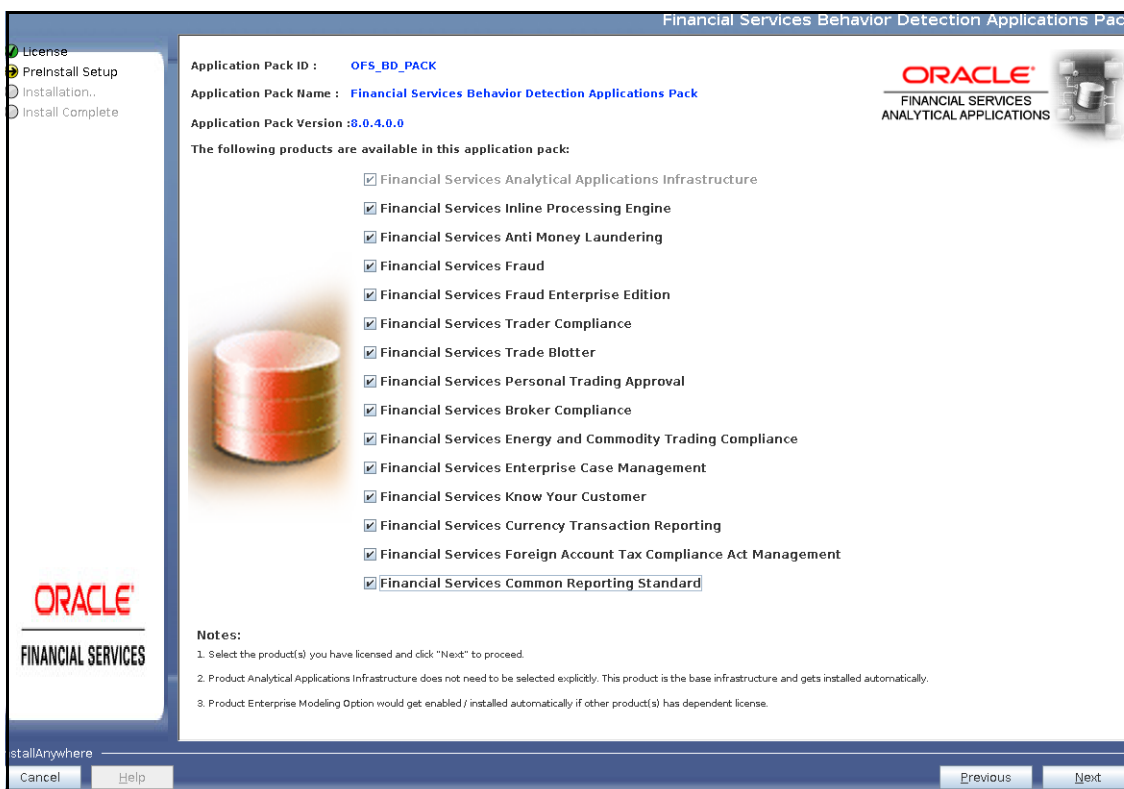 Financial Services Behavior Detection Applications Pac
License
PreInstall Setup
Installation..
Install Complete
Application Pack ID : OFS_BD_PACK
Application Pack Name : Financial Services Behavior Detection Applications Pack
Application Pack Version :8.0.4.0.0
ORACLE
FINANCIAL SERVICES
ANALYTICAL APPLICATIONS
The following products are available in this application pack:
Financial Services Analytical Applications Infrastructure
Financial Services Inline Processing Engine
Financial Services Anti Money Laundering
Financial Services Fraud
Financial Services Fraud Enterprise Edition
Financial Services Trader Compliance
Financial Services Trade Blotter
Financial Services Personal Trading Approval
Financial Services Broker Compliance
Financial Services Energy and Commodity Trading Compliance
Financial Services Enterprise Case Management
Financial Services Know Your Customer
Financial Services Currency Transaction Reporting
Financial Services Foreign Account Tax Compliance Act Management
Financial Services Common Reporting Standard
ORACLE
FINANCIAL SERVICES
Notes:
1. Select the product(s) you have licensed and click "Next" to proceed.
2. Product Analytical Applications Infrastructure does not need to be selected explicitly. This product is the base infrastructure and gets installed automatically.
3. Product Enterprise Modeling Option would get enabled / installed automatically if other product(s) has dependent license.
stallAnywhere
Cancel
Help
Previous
Next